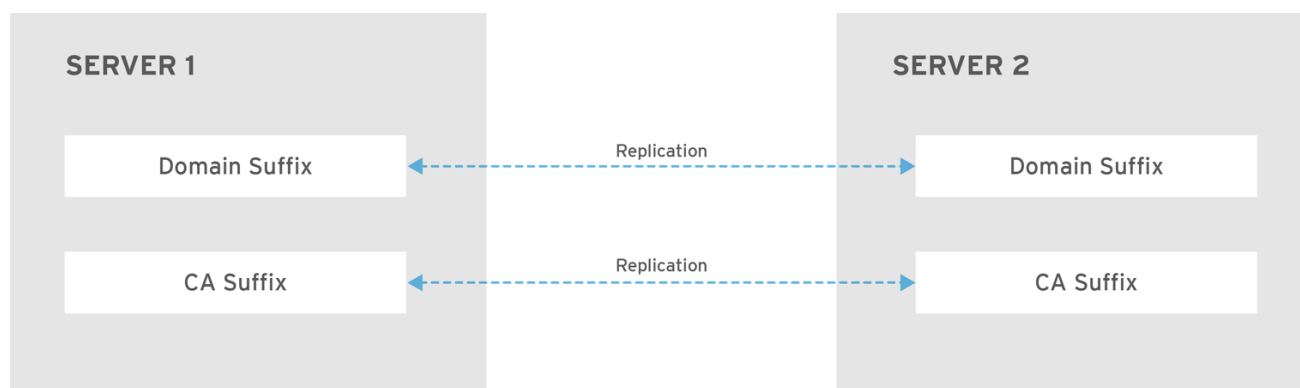 SERVER 1
SERVER 2
Domain Suffix
Replication
Domain Suffix
CA Suffix
Replication
CA Suffix